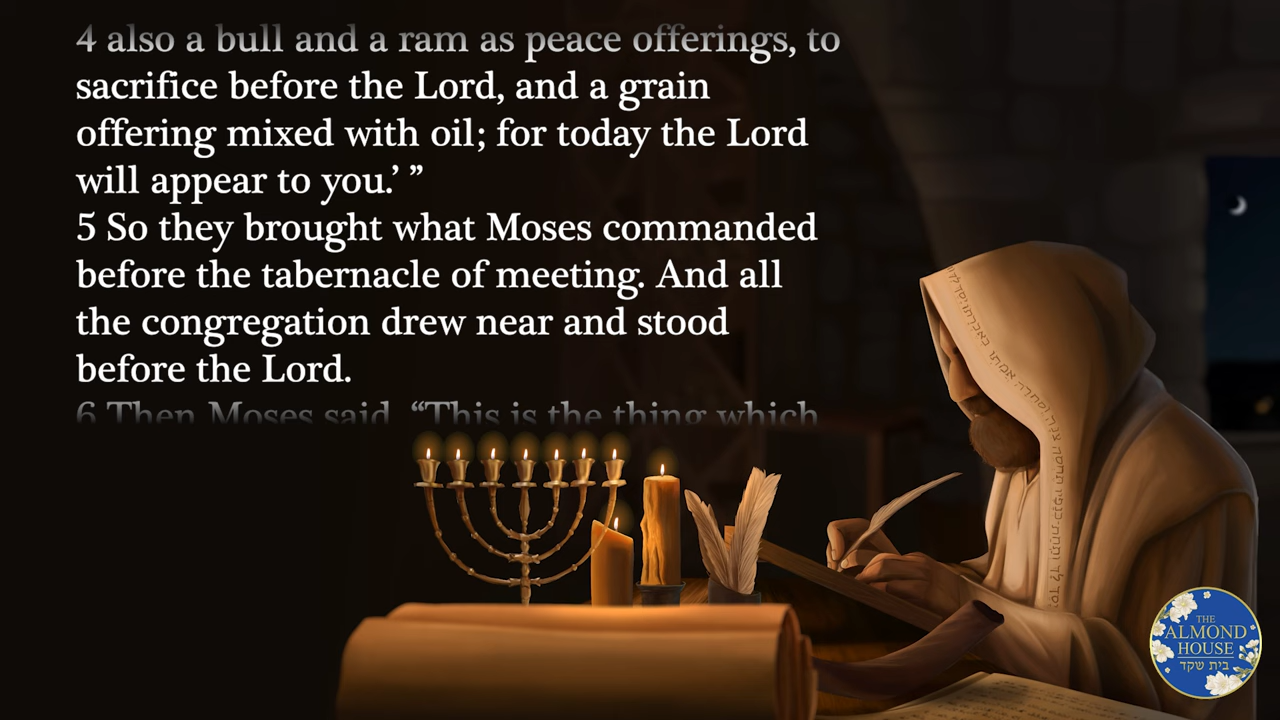 4 also a bull and a ram as peace offerings, to
sacrifice before the Lord, and a grain
offering mixed with oil; for today the Lord
will appear to you.’ ”
5 So they brought what Moses commanded
before the tabernacle of meeting. And all
the congregation drew near and stood
before the Lord.
6 Then Moses said, “This is the thing which
THE
ALMOND
HOUSE
בית שקד